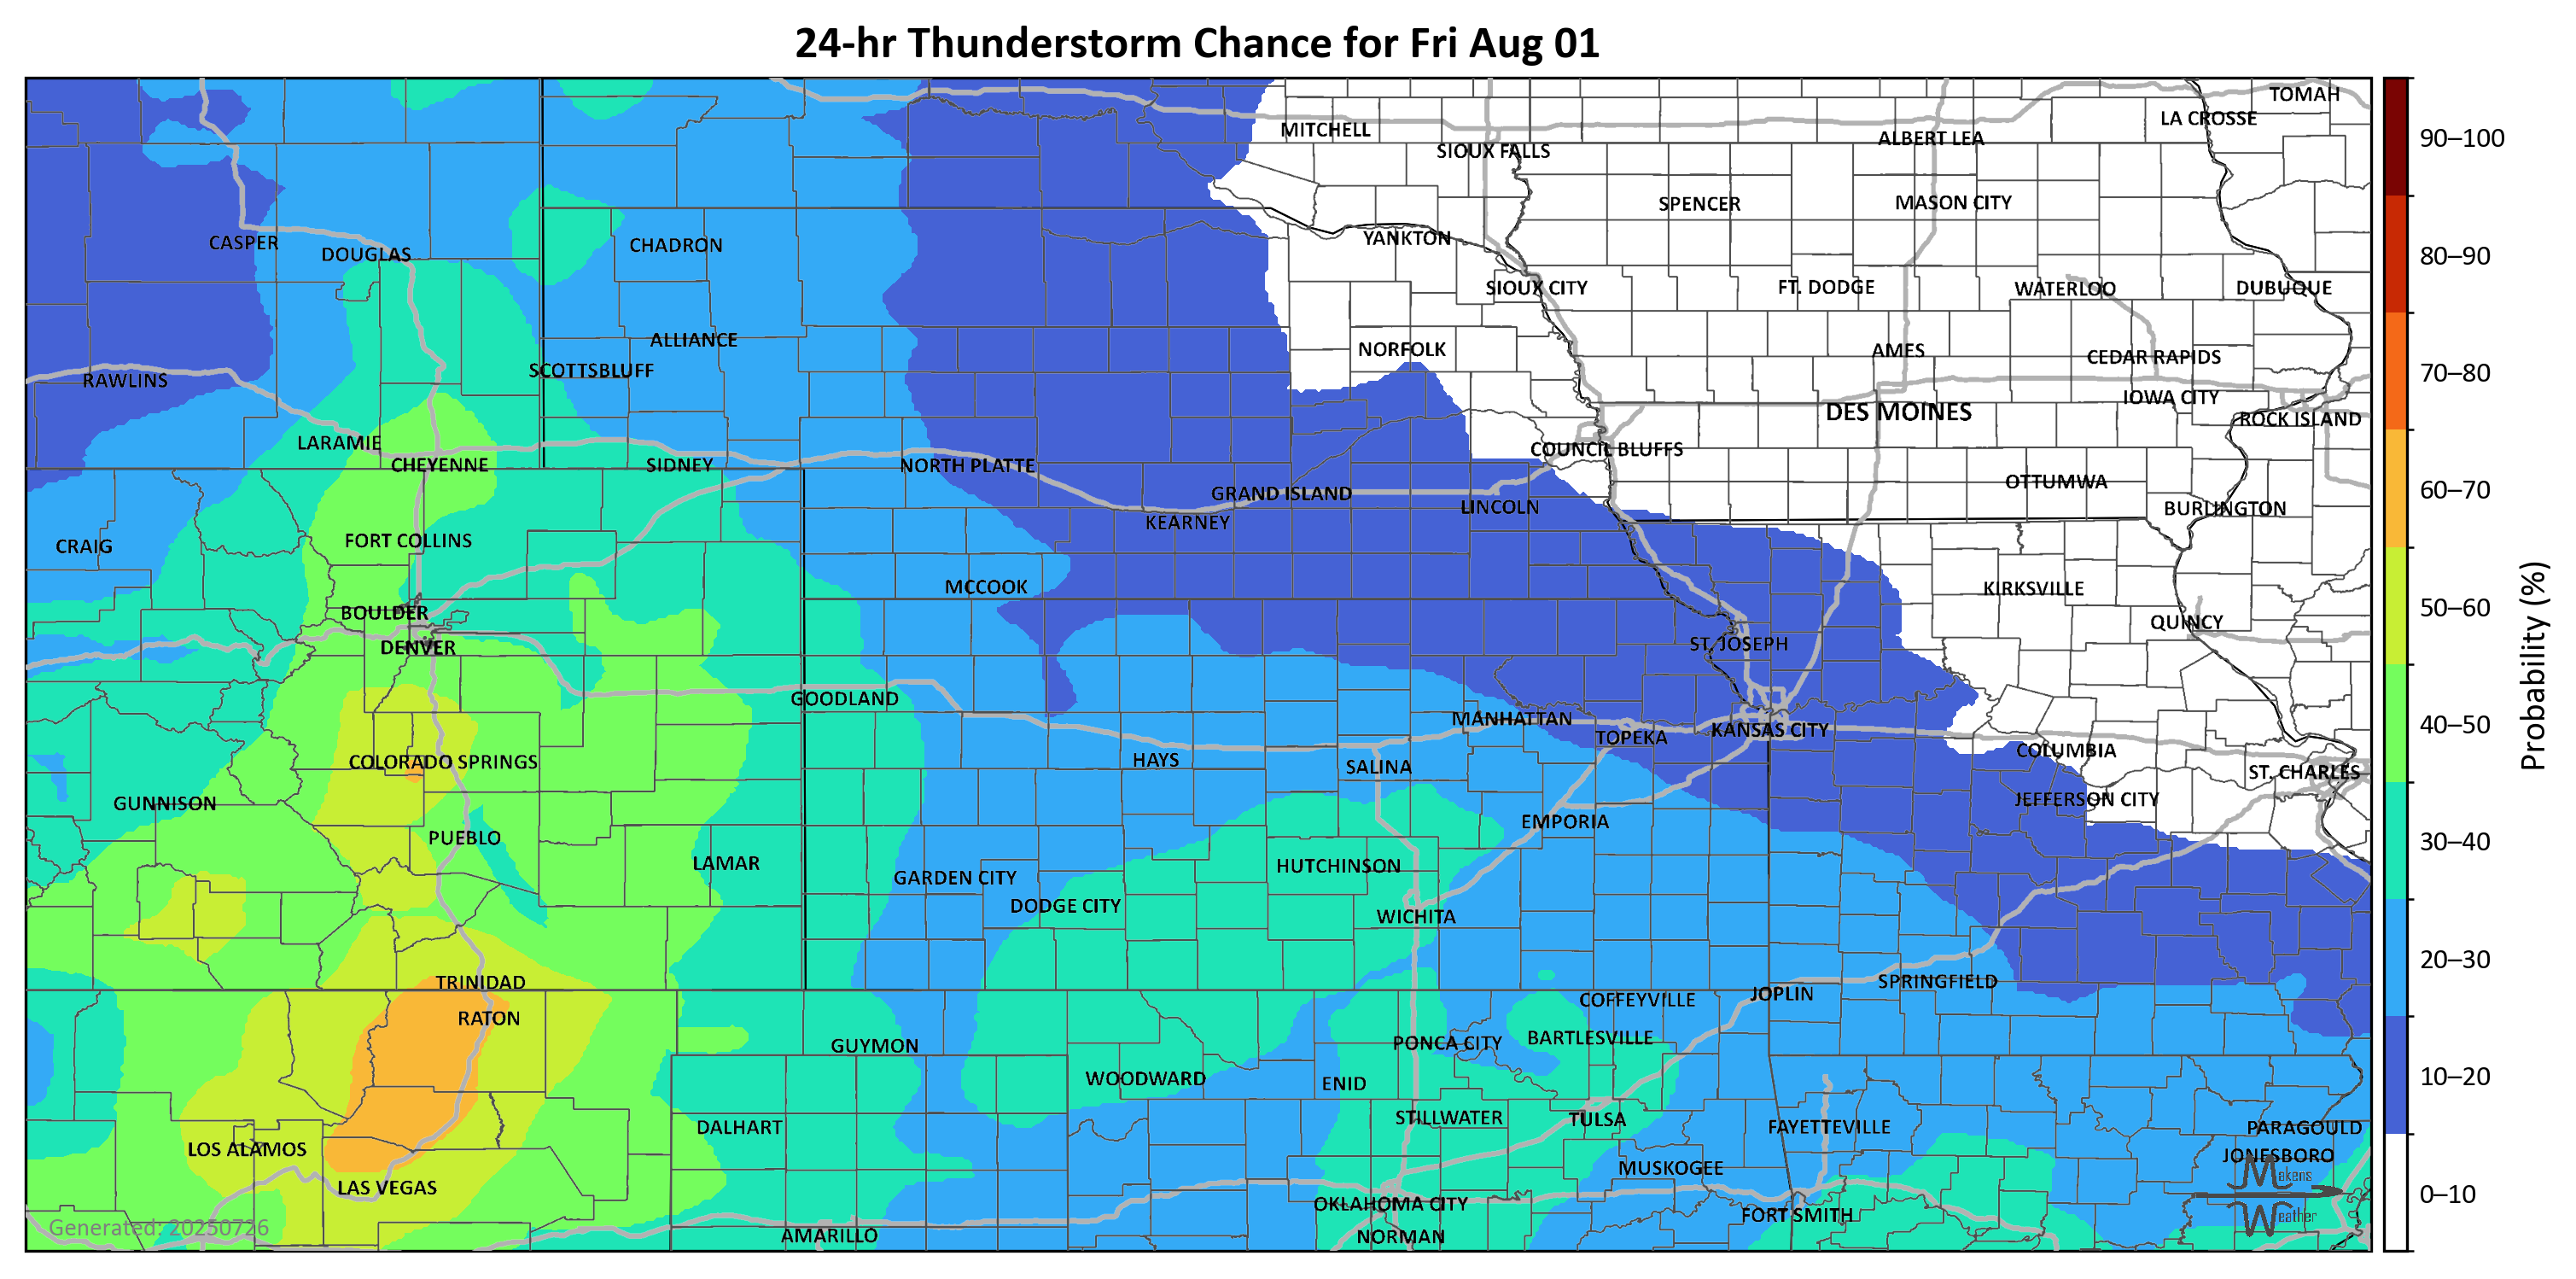 24-hr Thunderstorm Chance for Fri Aug 01
TOMAH
LA CROSSE
MITCHELL
ALBERT LEA
SIOUX FALLS
SPENCER
MASON CITY
CASPER
DOUGLAS
CHADRON
YANKTON
SIOUX CITY
FT. DODGE
WATERLOO
DUBUQUE
ALLIANCE
NORFOLK
AMES
CEDAR RAPIDS
RAWLINS
SCOTTSBLUFF
IOWA CITY
DES MOINES
ROCK ISLAND
LARAMIE
COUNCIL BLUFFS
CHEYENNE
SIDNEY
NORTH PLATTE
OTTUMWA
GRAND ISLAND
LINCOLN
BURLINGTON
KEARNEY
CRAIG
FORT COLLINS
MCCOOK
KIRKSVILLE
BOULDER
QUINCY
DENVER
ST. JOSEPH
GOODLAND
MANHATTAN
TOPEKA
KANSAS CITY
COLUMBIA
COLORADO SPRINGS
HAYS
SALINA
ST. CHARLES
GUNNISON
JEFFERSON CITY
PUEBLO
EMPORIA
LAMAR
HUTCHINSON
GARDEN CITY
DODGE CITY
WICHITA
TRINIDAD
SPRINGFIELD
JOPLIN
COFFEYVILLE
RATON
GUYMON
PONCA CITY
BARTLESVILLE
WOODWARD
ENID
DALHART
STILLWATER
TULSA
FAYETTEVILLE
PARAGOULD
LOS ALAMOS
JONESBORO
MUSKOGEE
LAS VEGAS
OKLAHOMA CITY
FORT SMITH
AMARILLO
NORMAN
Generated: 20250726
Makens
Weather
90–100
80–90
70–80
60–70
50–60
40–50
30–40
20–30
10–20
0–10
Probability (%)